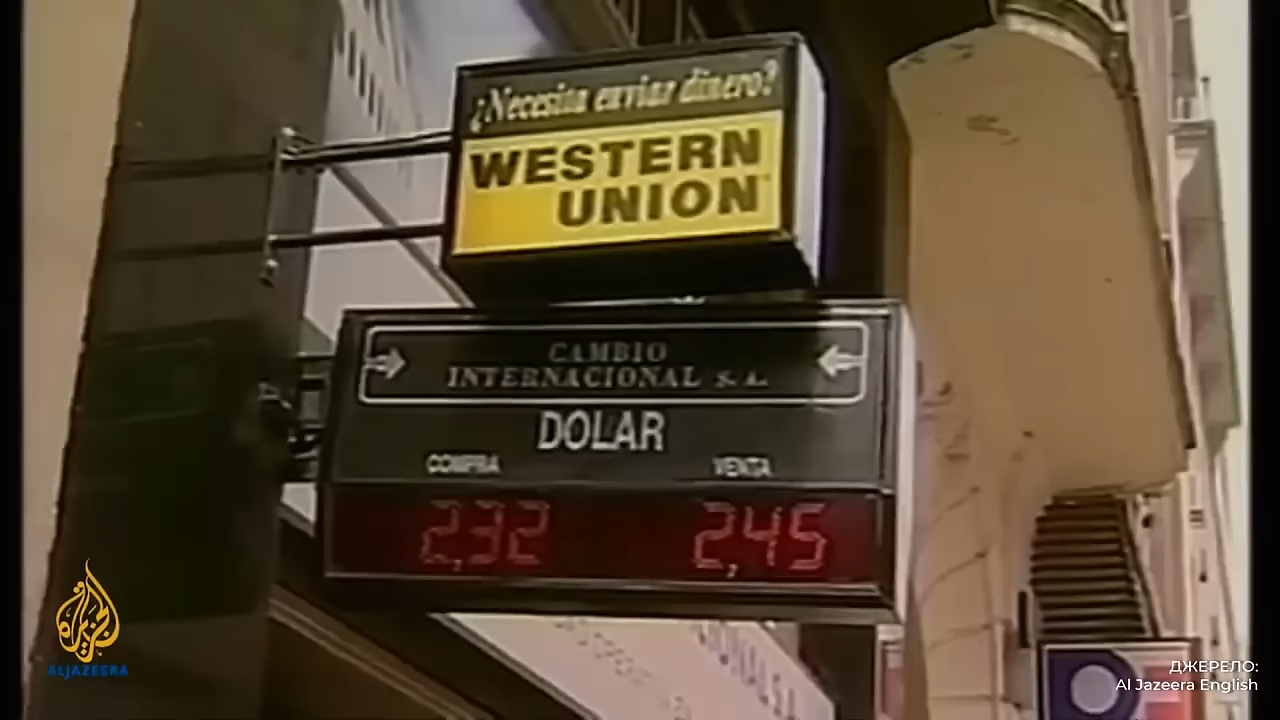 ¿Necesita enviar dinero?
WESTERN
UNION
CAMBIO
INTERNACIONAL S.A.
DOLAR
COMPRA VENTA
2,32 2,45
الجزيرة
ALJAZEERA
ДЖЕРЕЛО:
Al Jazeera English